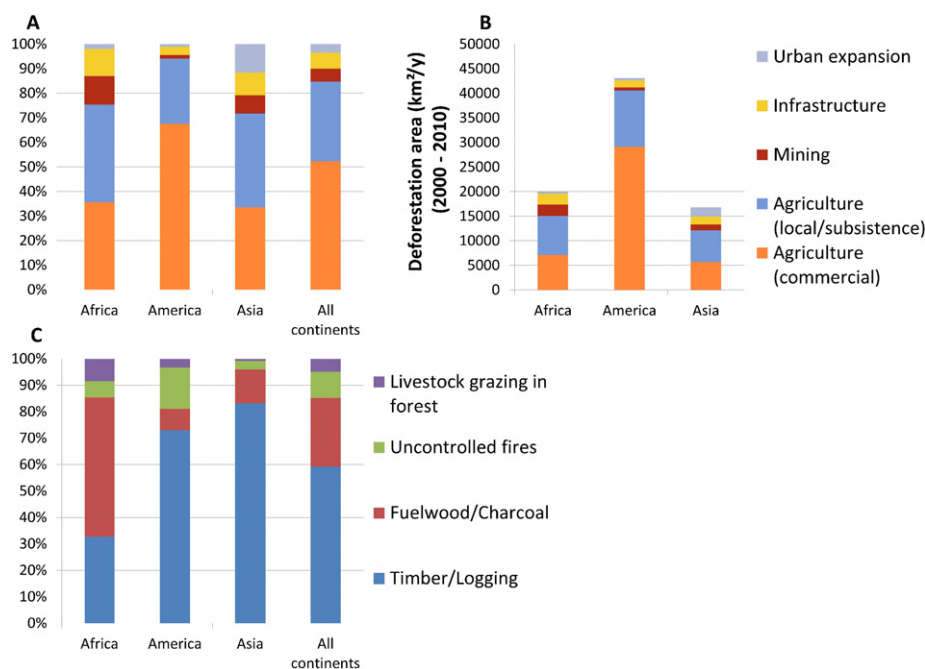 A
100%
90%
80%
70%
60%
50%
40%
30%
20%
10%
0%
Africa
America
Asia
All
continents
B
Deforestation area (km²/y)
(2000 - 2010)
50000
45000
40000
35000
30000
25000
20000
15000
10000
5000
0
Africa
America
Asia
Urban expansion
Infrastructure
Mining
Agriculture
(local/subsistence)
Agriculture
(commercial)
C
100%
90%
80%
70%
60%
50%
40%
30%
20%
10%
0%
Africa
America
Asia
All
continents
Livestock grazing in
forest
Uncontrolled fires
Fuelwood/Charcoal
Timber/Logging